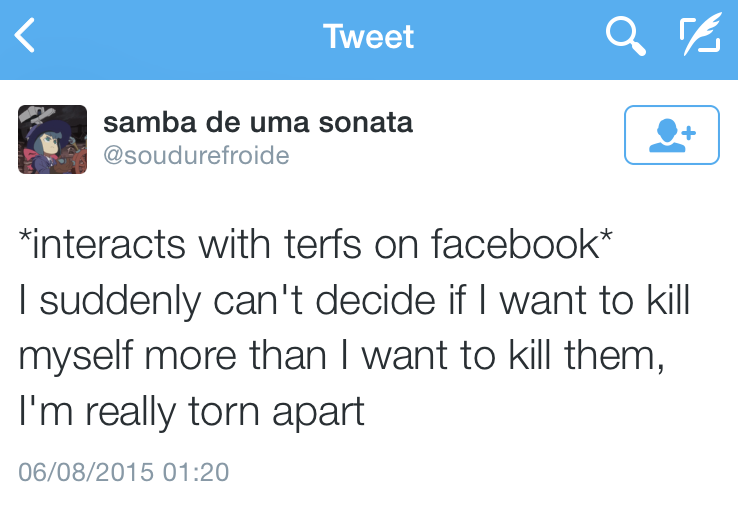 Tweet
samba de uma sonata
@soudurefroide
*interacts with terfs on facebook*
I suddenly can't decide if I want to kill
myself more than I want to kill them,
I'm really torn apart
06/08/2015 01:20